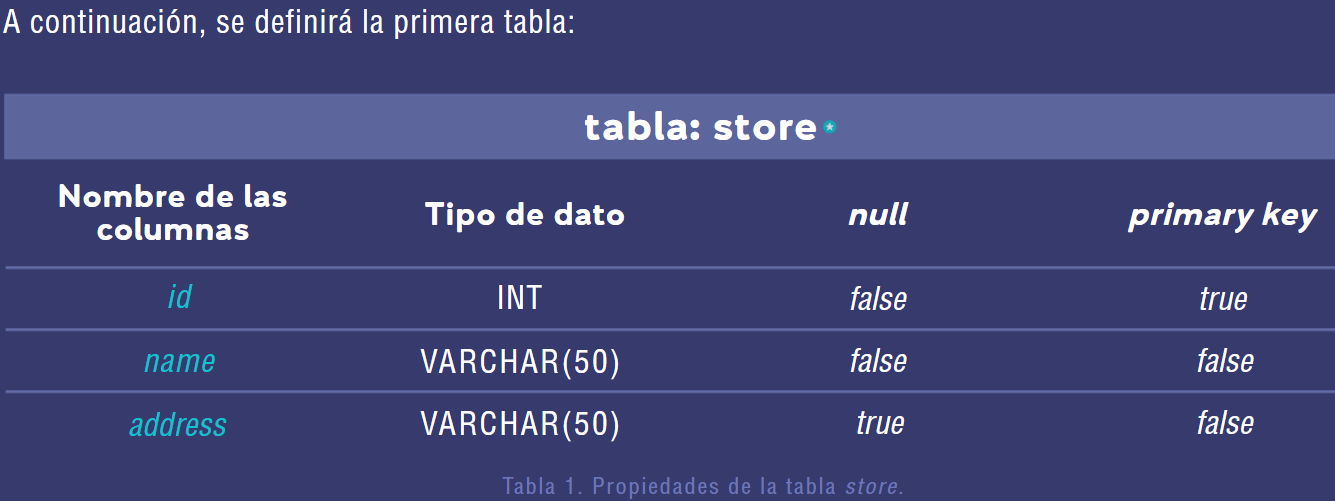 A continuación, se definirá la primera tabla:
tabla: store
Nombre de las columnas Tipo de dato null primary key
id INT false true
name VARCHAR(50) false false
address VARCHAR(50) true false
Tabla 1. Propiedades de la tabla store.